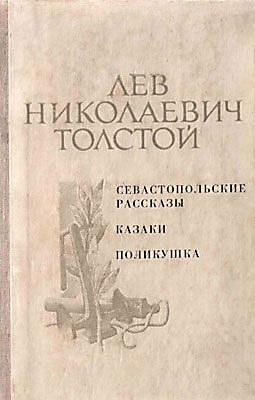 ЛЕВ
НИКОЛАЕВИЧ
ТОЛСТОЙ
СЕВАСТОПОЛЬСКИЕ
РАССКАЗЫ
КАЗАКИ
ПОЛИКУШКА